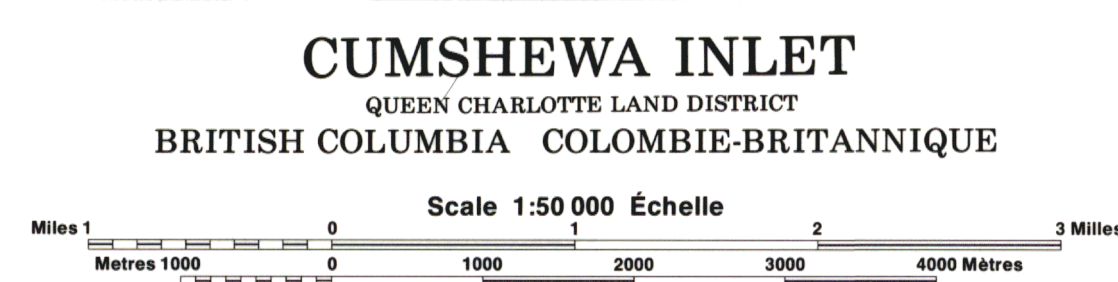 CUMSHEWA INLET
QUEEN CHARLOTTE LAND DISTRICT
BRITISH COLUMBIA COLOMBIE-BRITANNIQUE
Scale 1:50 000 Échelle
Miles 1 0 1 2 3 Milles
Metres 1000 0 1000 2000 3000 4000 Mètres